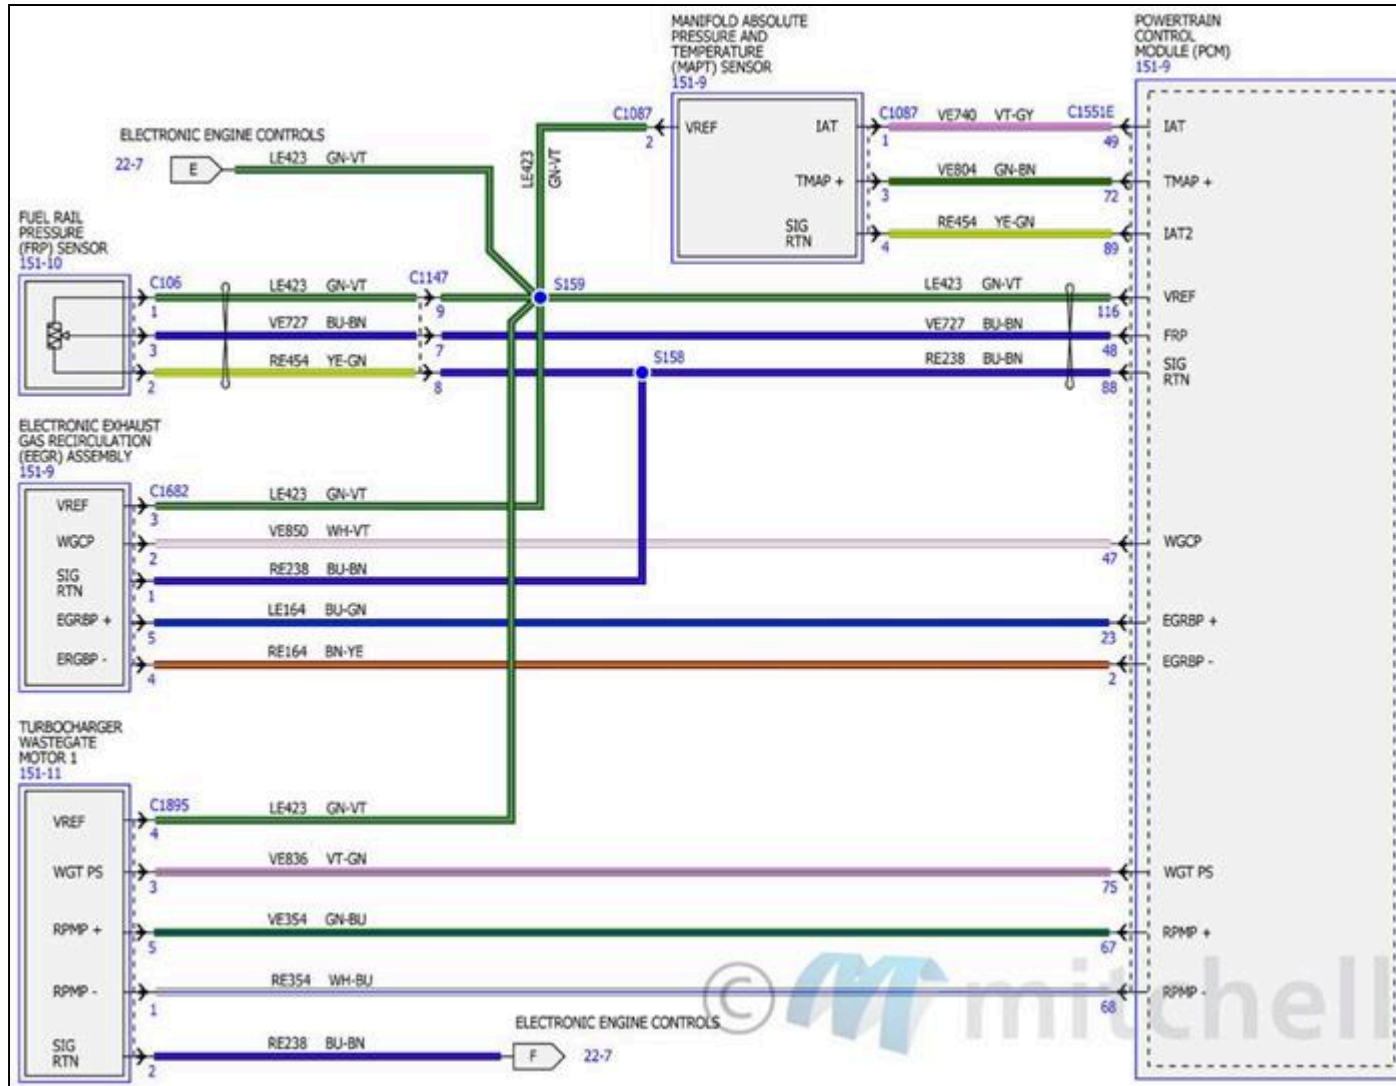 MANIFOLD ABSOLUTE
PRESSURE AND
TEMPERATURE
(MAPT) SENSOR
151-9
POWERTRAIN
CONTROL
MODULE (PCM)
151-9
C1087
2
VREF
IAT
C1087
1
VE740 VT-GY
C1551E
49
IAT
TMAP +
3
VE804 GN-BN
72
TMAP +
SIG
RTN
4
RE454 YE-GN
89
IAT2
ELECTRONIC ENGINE CONTROLS
22-7
E
LE423 GN-VT
LE423
GN-VT
FUEL RAIL
PRESSURE
(FRP) SENSOR
151-10
C106
1
LE423 GN-VT
C1147
9
S159
LE423 GN-VT
116
VREF
3
VE727 BU-BN
7
VE727 BU-BN
48
FRP
2
RE454 YE-GN
8
S158
RE238 BU-BN
88
SIG
RTN
ELECTRONIC EXHAUST
GAS RECIRCULATION
(EEGR) ASSEMBLY
151-9
VREF
C1682
3
LE423 GN-VT
WGCP
2
VE850 WH-VT
47
WGCP
SIG
RTN
1
RE238 BU-BN
EGRBP +
5
LE164 BU-GN
23
EGRBP +
ERGBP -
4
RE164 BN-YE
2
EGRBP -
TURBOCHARGER
WASTEGATE
MOTOR 1
151-11
VREF
C1895
4
LE423 GN-VT
WGT PS
3
VE836 VT-GN
75
WGT PS
RPMP +
5
VE354 GN-BU
67
RPMP +
RPMP -
1
RE354 WH-BU
68
RPMP -
SIG
RTN
2
RE238 BU-BN
ELECTRONIC ENGINE CONTROLS
F
22-7
© mitchell